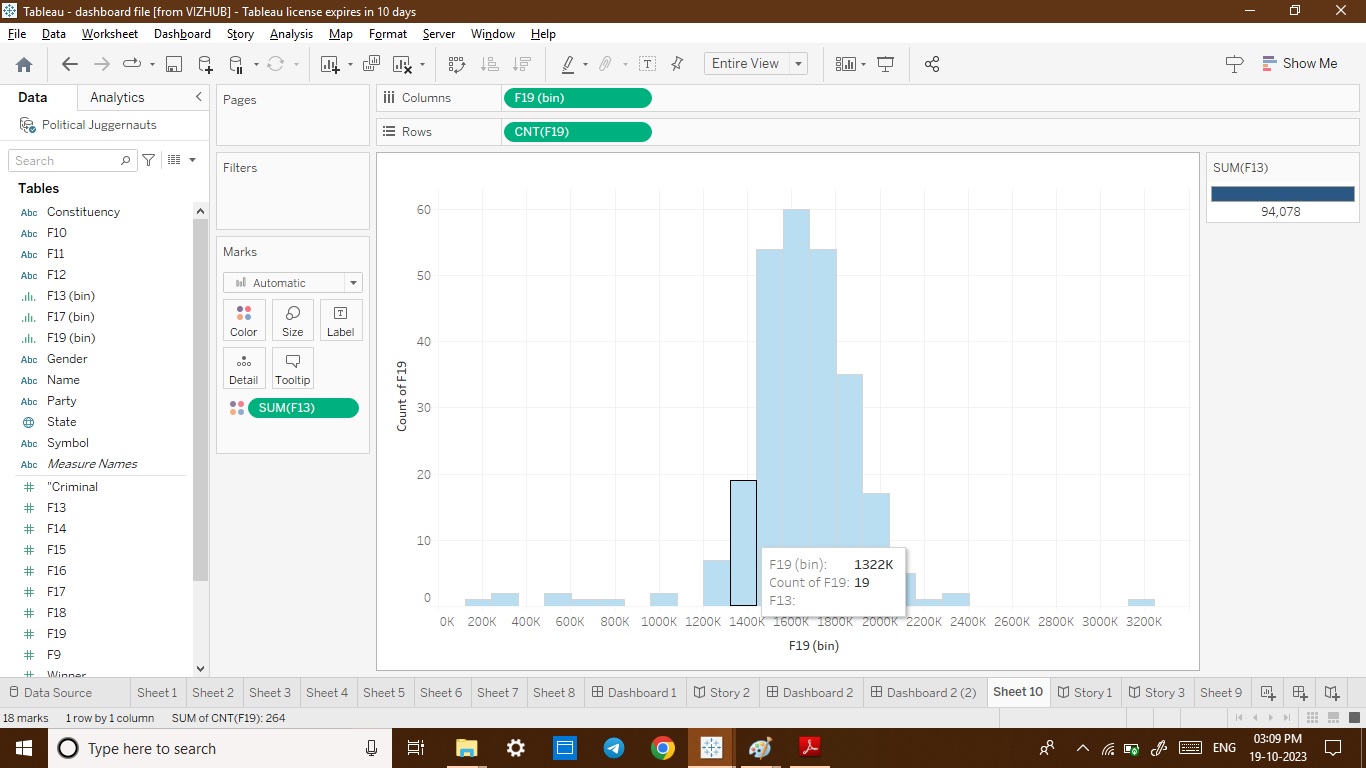 Tableau - dashboard file [from VIZHUB] - Tableau license expires in 10 days
File Data Worksheet Dashboard Story Analysis Map Format Server Window Help
Entire View
Show Me
Data Analytics
Political Juggernauts
Search
Tables
Abc Constituency
Abc F10
Abc F11
Abc F12
F13 (bin)
F17 (bin)
F19 (bin)
Abc Gender
Abc Name
Abc Party
State
Abc Symbol
Abc Measure Names
# "Criminal
# F13
# F14
# F15
# F16
# F17
# F18
# F19
# F9
# Winner
Pages
Filters
Marks
Automatic
Color Size Label
Detail Tooltip
SUM(F13)
Columns F19 (bin)
Rows CNT(F19)
60
50
40
30
20
10
0
Count of F19
0K 200K 400K 600K 800K 1000K 1200K 1400K 1600K 1800K 2000K 2200K 2400K 2600K 2800K 3000K 3200K
F19 (bin)
F19 (bin): 1322K
Count of F19: 19
F13:
SUM(F13)
94,078
Data Source Sheet 1 Sheet 2 Sheet 3 Sheet 4 Sheet 5 Sheet 6 Sheet 7 Sheet 8 Dashboard 1 Story 2 Dashboard 2 Dashboard 2 (2) Sheet 10 Story 1 Story 3 Sheet 9
18 marks 1 row by 1 column SUM of CNT(F19): 264
Type here to search
ENG
03:09 PM
19-10-2023